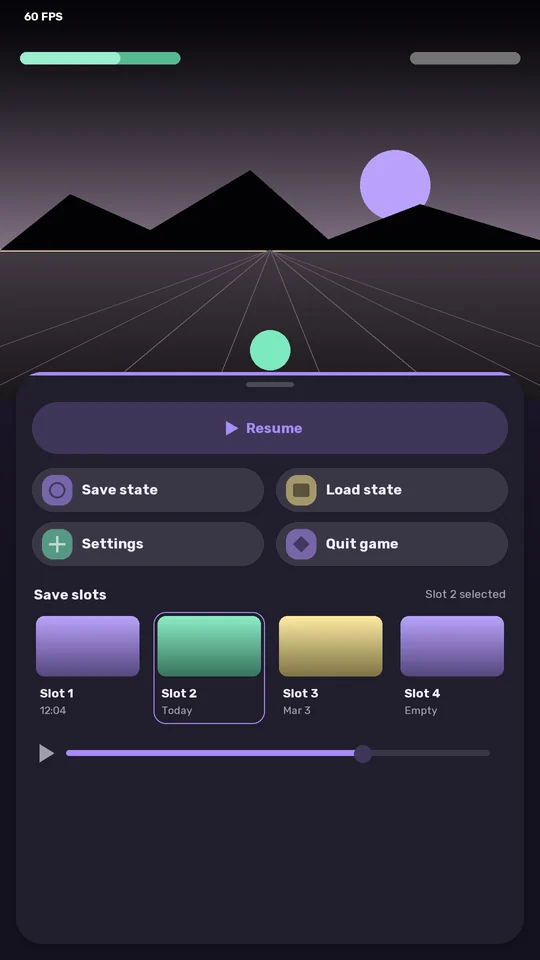 60 FPS
Resume
Save state
Load state
Settings
Quit game
Save slots
Slot 2 selected
Slot 1
12:04
Slot 2
Today
Slot 3
Mar 3
Slot 4
Empty